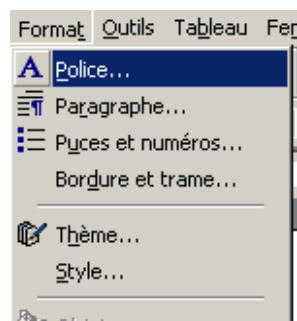 Format Outils Tableau
Police...
Paragraphe...
Puces et numéros...
Bordure et trame...
Thème...
Style...